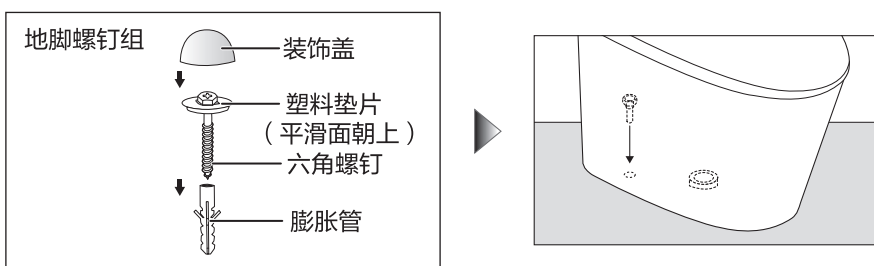 地脚螺钉组
装饰盖
塑料垫片
（平滑面朝上）
六角螺钉
膨胀管